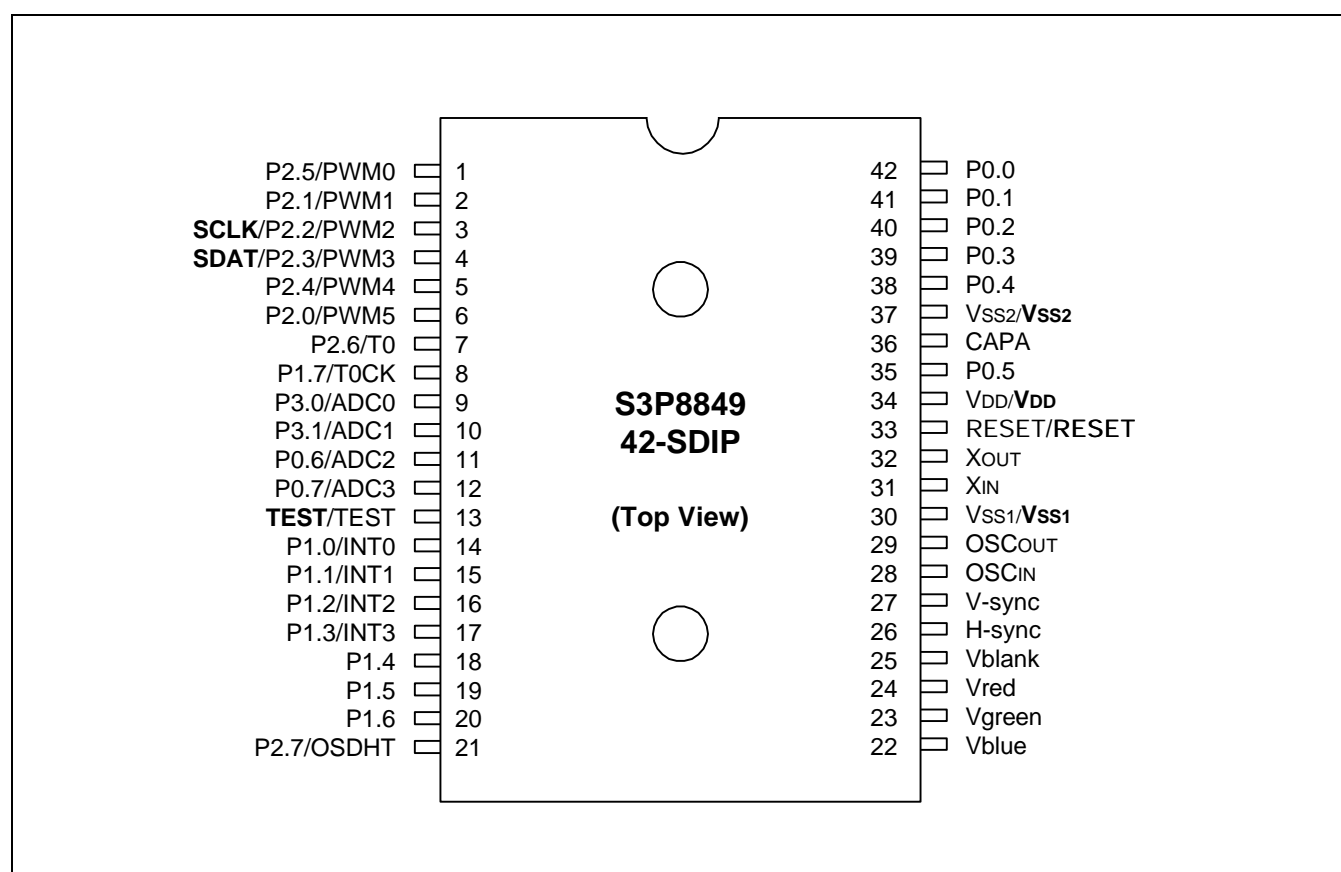 P2.5/PWM0 1 42 P0.0
P2.1/PWM1 2 41 P0.1
SCLK/P2.2/PWM2 3 40 P0.2
SDAT/P2.3/PWM3 4 39 P0.3
P2.4/PWM4 5 38 P0.4
P2.0/PWM5 6 37 VSS2/VSS2
P2.6/T0 7 36 CAPA
P1.7/T0CK 8 35 P0.5
P3.0/ADC0 9 34 VDD/VDD
P3.1/ADC1 10 33 RESET/RESET
P0.6/ADC2 11 32 XOUT
P0.7/ADC3 12 31 XIN
TEST/TEST 13 30 VSS1/VSS1
P1.0/INT0 14 29 OSCOUT
P1.1/INT1 15 28 OSCIN
P1.2/INT2 16 27 V-sync
P1.3/INT3 17 26 H-sync
P1.4 18 25 Vblank
P1.5 19 24 Vred
P1.6 20 23 Vgreen
P2.7/OSDHT 21 22 Vblue
S3P8849
42-SDIP
(Top View)